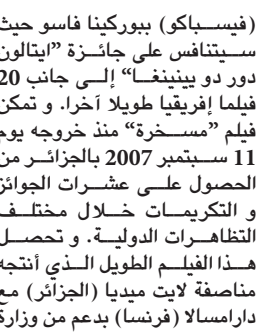 (فيسباكو) ببوركينا فاسو حيث
سيتنافس على جائزة "ايتالون
دور دو يينينغا" إلى جانب 20
فيلما إفريقيا طويلا آخرا. و تمكن
فيلم "مسخرة" منذ خروجه يوم
11 سبتمبر 2007 بالجزائر من
الحصول على عشرات الجوائز
و التكريمات خلال مختلف
التظاهرات الدولية. و تحصل
هذا الفيلم الطويل الذي أنتجه
مناصفة لايت ميديا (الجزائر) مع
دارامسالا (فرنسا) بدعم من وزارة